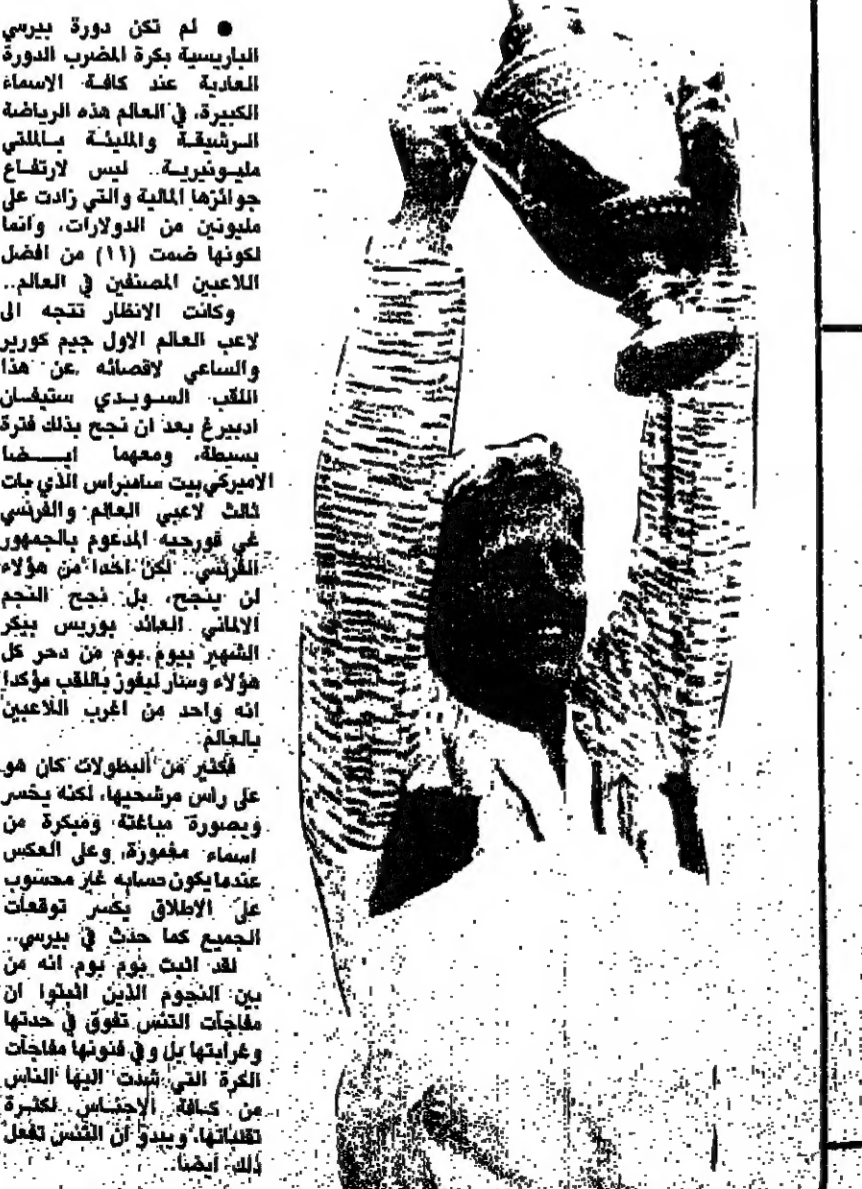 ● لم تكن دورة بيرسي
الباريسية بكرة المضرب الدورة
العادية عند كافة الاسماء
الكبيرة، في العالم هذه الرياضة
الرشيقة والمليئة بالملتي
مليونيرية.. ليس لارتفاع
جوائزها المالية والتي زادت على
مليونين من الدولارات، وانما
لكونها ضمت (١١) من افضل
اللاعبين المصنفين في العالم..
وكانت الانظار تتجه الى
لاعب العالم الاول جيم كورير
والساعي لاقصائه عن هذا
اللقب السويدي ستيفان
ادبيرغ بعد ان نجح بذلك فترة
بسيطة، ومعهما ايضا
الاميركي بيت سامبراس الذي بات
ثالث لاعبي العالم والفرنسي
غي فورجيه المدعوم بالجمهور
الفرنسي.. لكن احدا من هؤلاء
لن ينجح، بل نجح النجم
الالماني العائد بوريس بيكر
الشهير ببوم بوم من دحر كل
هؤلاء وسار ليفوز باللقب مؤكدا
انه واحد من اغرب اللاعبين
بالعالم
فكثير من البطولات كان هو
على راس مرشحيها، لكنه يخسر
وبصورة مباغتة ومبكرة من
اسماء مغمورة، وعلى العكس
عندما يكون حسابه غير محسوب
على الاطلاق يكسر توقعات
الجميع كما حدث في بيرسي..
لقد اثبت بوم بوم انه من
بين النجوم الذين اثبتوا ان
مفاجآت التنس تفوق في حدتها
وغرابتها بل وفي فنونها مفاجآت
الكرة التي شدت اليها الناس
من كافة الاجناس لكثرة
تقلباتها، ويبدو ان التنس تفعل
ذلك ايضا..